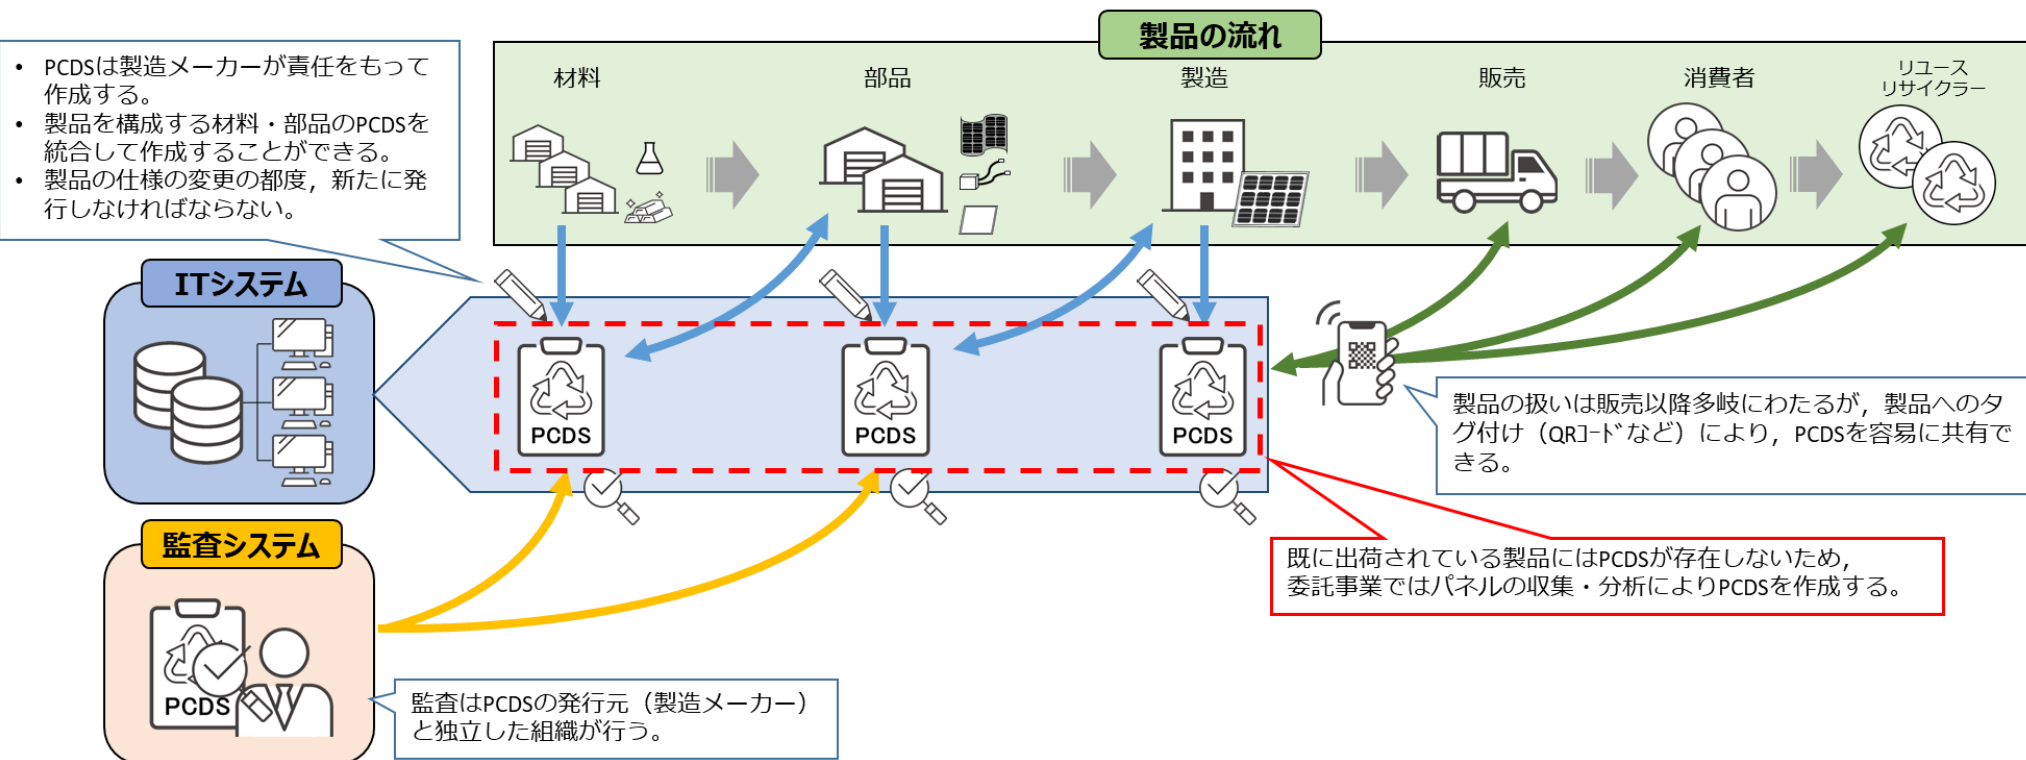 製品の流れ
材料
部品
製造
販売
消費者
リユース
リサイクラー
• PCDSは製造メーカーが責任をもって
作成する。
• 製品を構成する材料・部品のPCDSを
統合して作成することができる。
• 製品の仕様の変更の都度，新たに発
行しなければならない。
ITシステム
PCDS
PCDS
PCDS
製品の扱いは販売以降多岐にわたるが，製品へのタ
グ付け（QRｺｰﾄﾞなど）により，PCDSを容易に共有で
きる。
既に出荷されている製品にはPCDSが存在しないため，
委託事業ではパネルの収集・分析によりPCDSを作成する。
監査システム
PCDS
監査はPCDSの発行元（製造メーカー）
と独立した組織が行う。